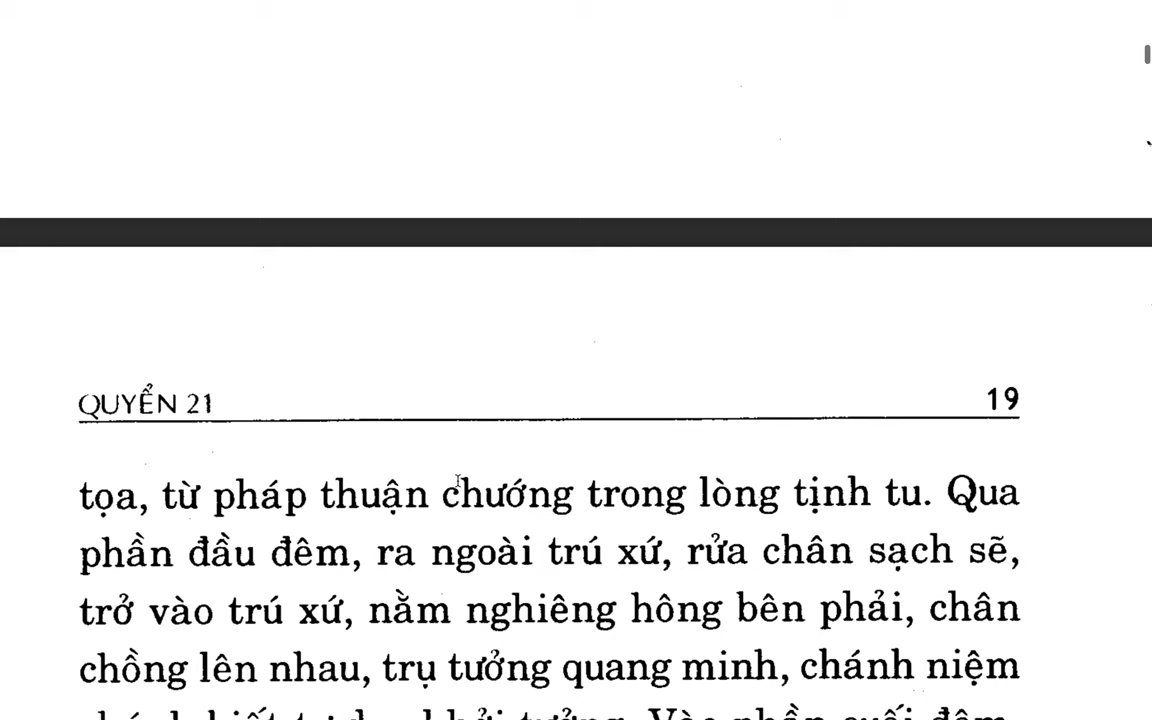 QUYỂN 21 19
tọa, từ pháp thuận chướng trong lòng tịnh tu. Qua
phần đầu đêm, ra ngoài trú xứ, rửa chân sạch sẽ,
trở vào trú xứ, nằm nghiêng hông bên phải, chân
chồng lên nhau, trụ tưởng quang minh, chánh niệm